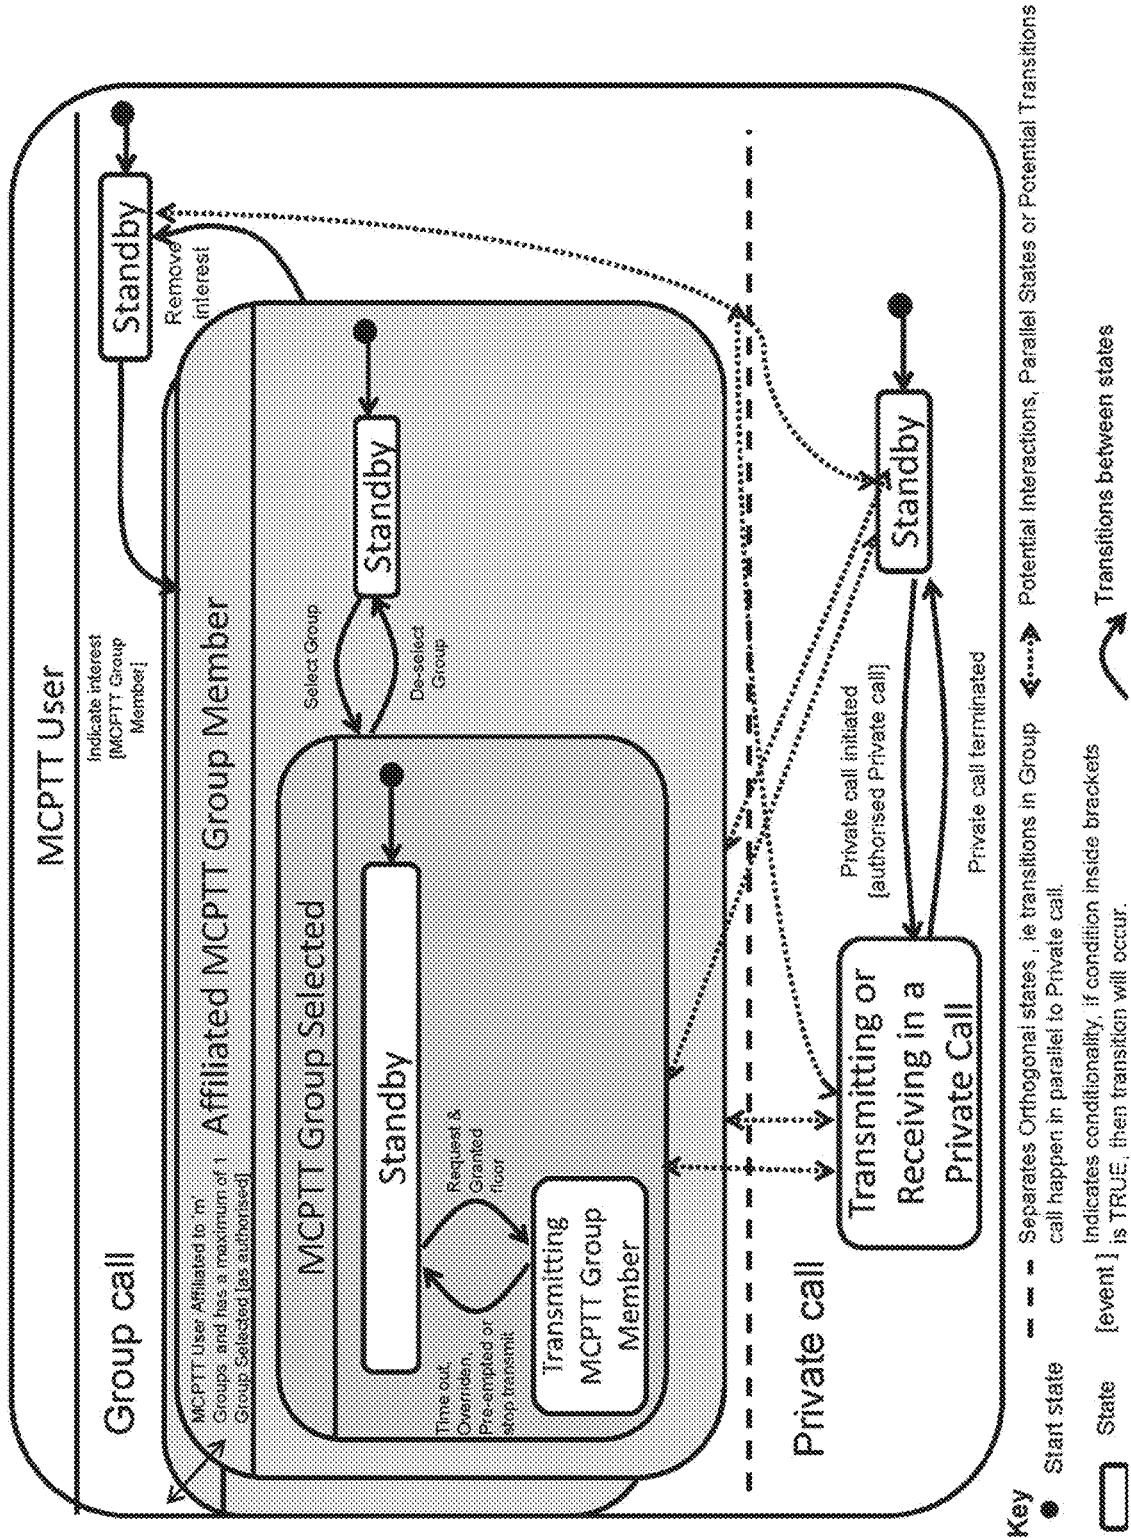 MCPTT User
Group call
Indicate interest
[MCPTT Group
Member]
Standby
Remove
interest
MCPTT User Affiliated to 'm'
Groups and has a maximum of 1
Group Selected [as authorised]
Affiliated MCPTT Group Member
MCPTT Group Selected
Select Group
Standby
De-select
Group
Standby
Time out,
Overriden,
Pre-empted or
stop transmit
Request &
Granted
floor
Transmitting
MCPTT Group
Member
Private call
Transmitting or
Receiving in a
Private Call
Private call initiated
[authorised Private call]
Standby
Private call terminated
Key
Start state
Separates Orthogonal states, ie transitions in Group
call happen in parallel to Private call.
Potential Interactions, Parallel States or Potential Transitions
State
[event ]
Indicates conditionality, if condition inside brackets
is TRUE, then transition will occur.
Transitions between states